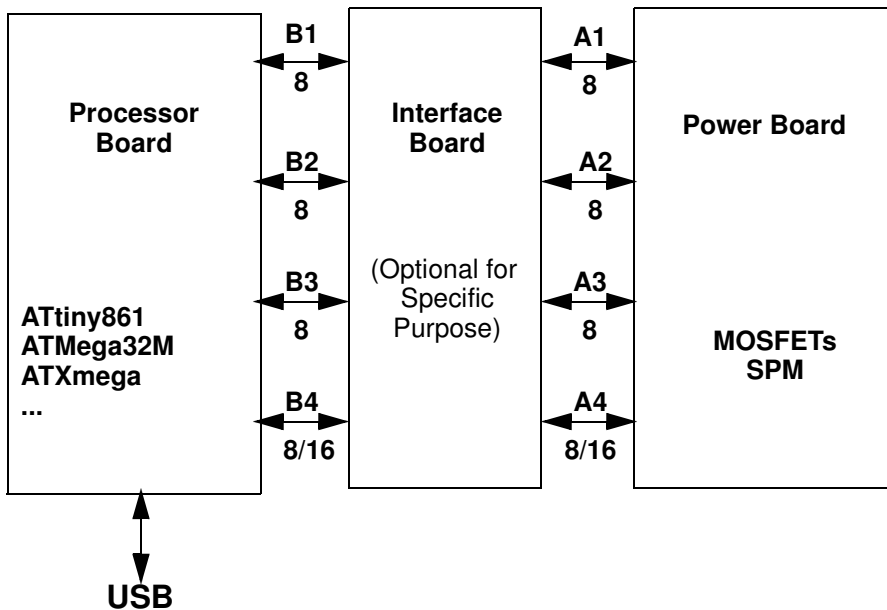 Processor
Board
ATtiny861
ATMega32M
ATXmega
...
USB
B1
8
B2
8
B3
8
B4
8/16
Interface
Board
(Optional for
Specific
Purpose)
A1
8
A2
8
A3
8
A4
8/16
Power Board
MOSFETs
SPM